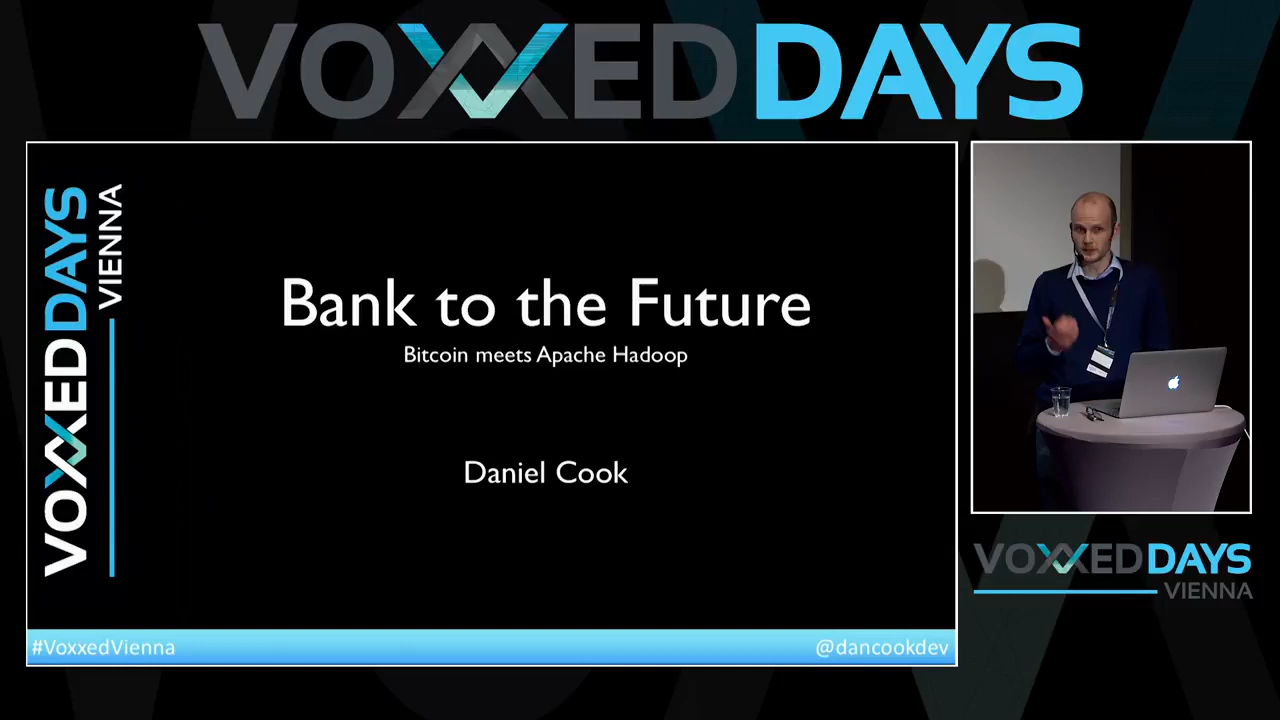 VOXXED DAYS
VOXXED DAYS
VIENNA
Bank to the Future
Bitcoin meets Apache Hadoop
Daniel Cook
#VoxxedVienna
@dancookdev
VOXXED DAYS
VIENNA